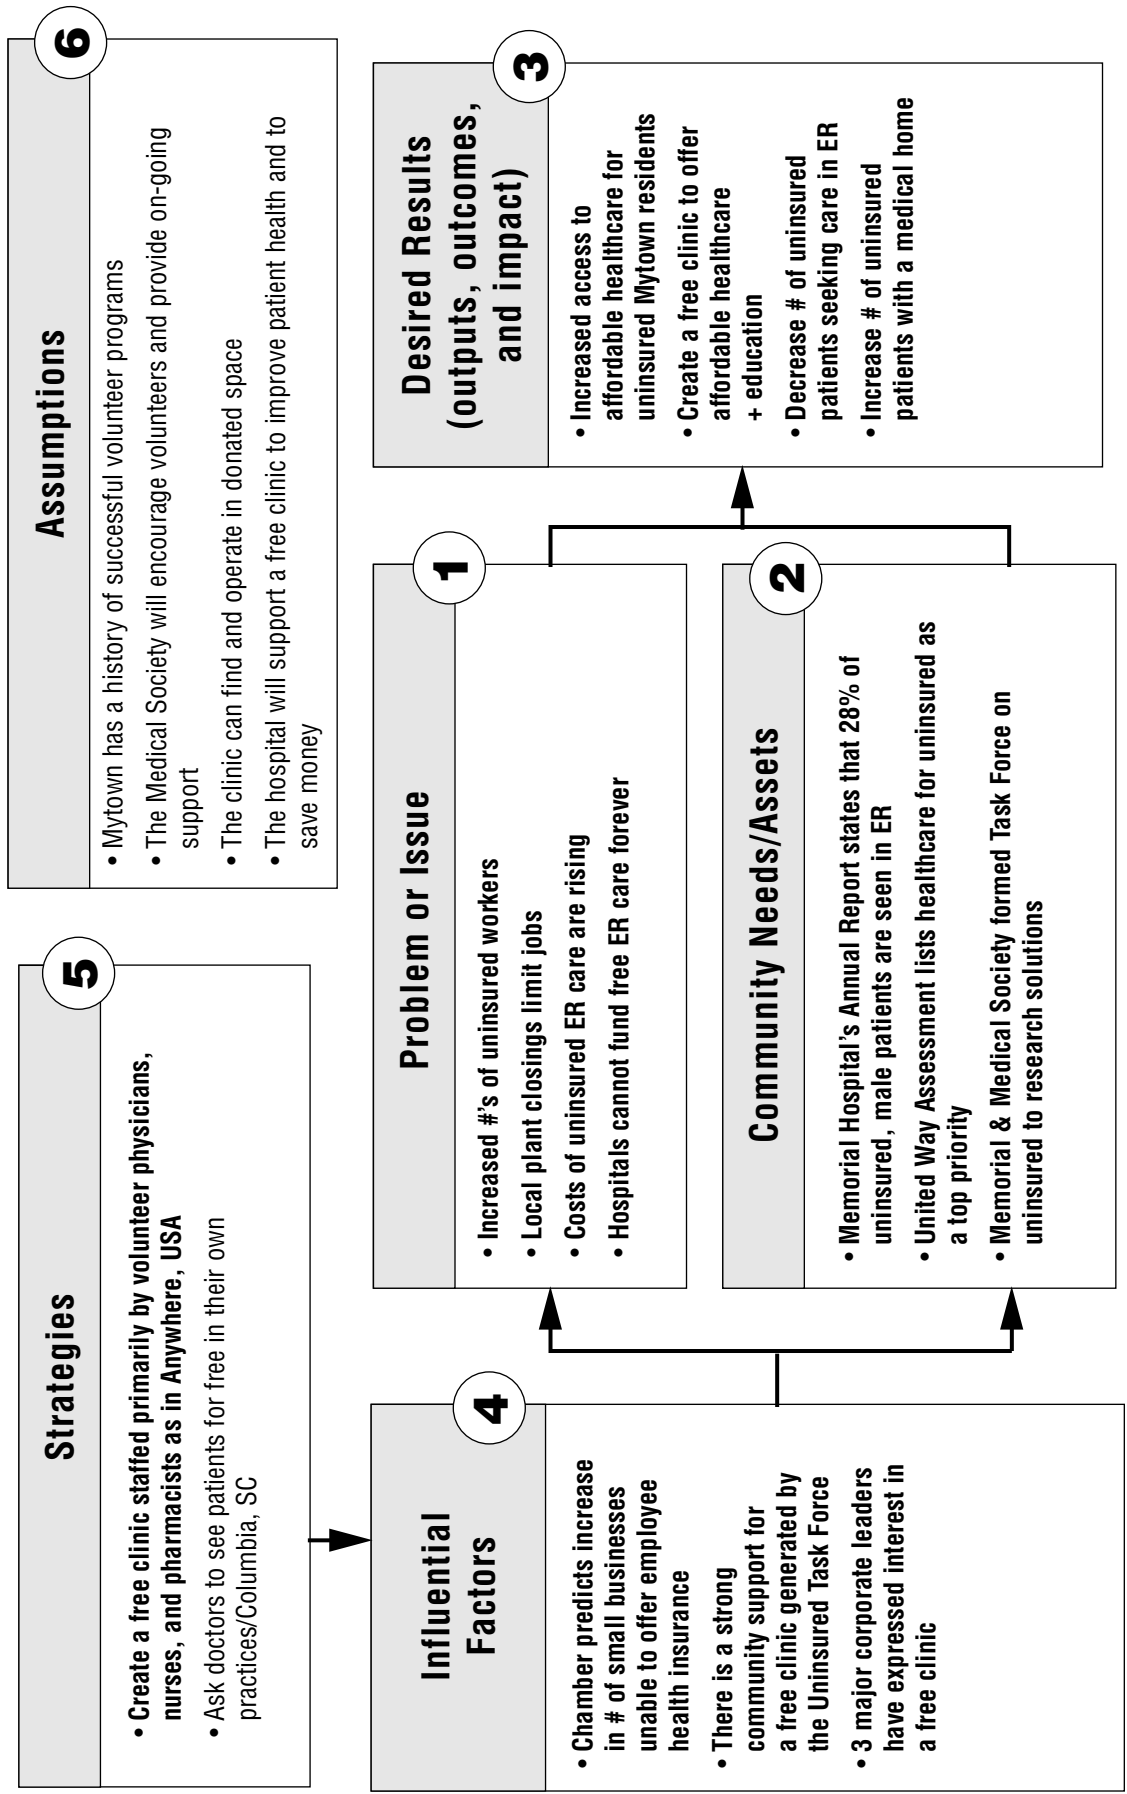 Strategies
5
• Create a free clinic staffed primarily by volunteer physicians,
nurses, and pharmacists as in Anywhere, USA
• Ask doctors to see patients for free in their own
practices/Columbia, SC
Assumptions
6
• Mytown has a history of successful volunteer programs
• The Medical Society will encourage volunteers and provide on-going
support
• The clinic can find and operate in donated space
• The hospital will support a free clinic to improve patient health and to
save money
Influential
Factors
4
• Chamber predicts increase
in # of small businesses
unable to offer employee
health insurance
• There is a strong
community support for
a free clinic generated by
the Uninsured Task Force
• 3 major corporate leaders
have expressed interest in
a free clinic
Problem or Issue
1
• Increased #'s of uninsured workers
• Local plant closings limit jobs
• Costs of uninsured ER care are rising
• Hospitals cannot fund free ER care forever
Community Needs/Assets
2
• Memorial Hospital's Annual Report states that 28% of
uninsured, male patients are seen in ER
• United Way Assessment lists healthcare for uninsured as
a top priority
• Memorial & Medical Society formed Task Force on
uninsured to research solutions
Desired Results
(outputs, outcomes,
and impact)
3
• Increased access to
affordable healthcare for
uninsured Mytown residents
• Create a free clinic to offer
affordable healthcare
+ education
• Decrease # of uninsured
patients seeking care in ER
• Increase # of uninsured
patients with a medical home